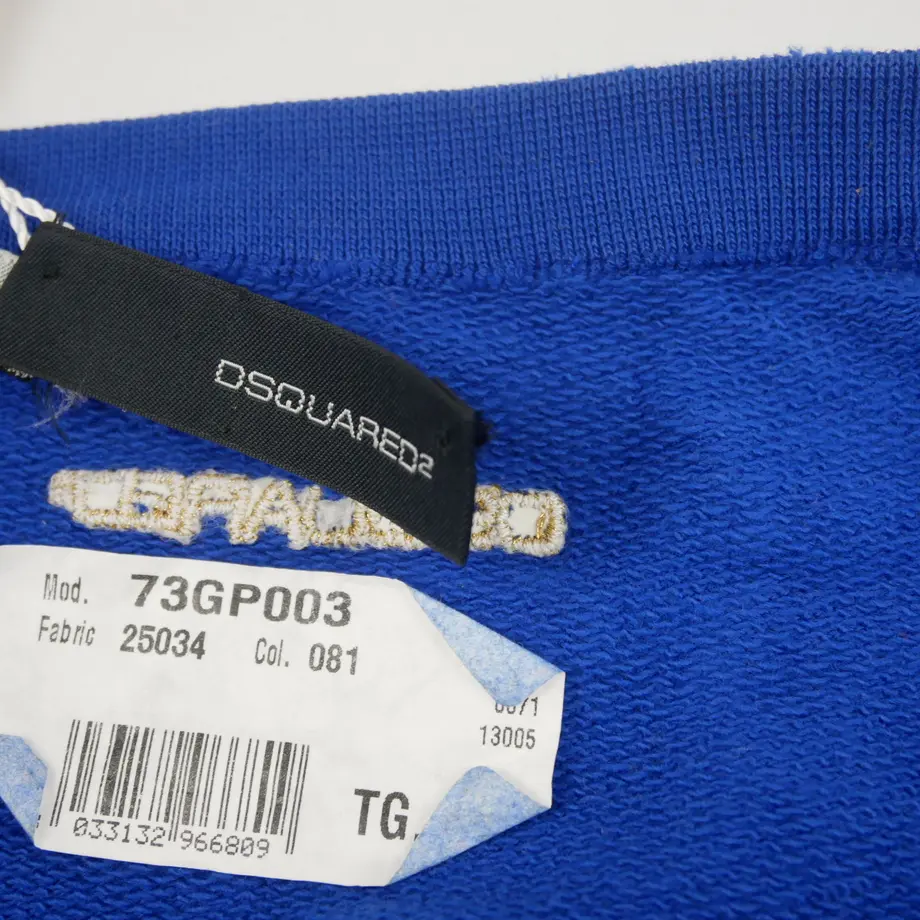 DSQUARED2
Mod. 73GP003
Fabric 25034 Col. 081
13005
033132 966809
TG.